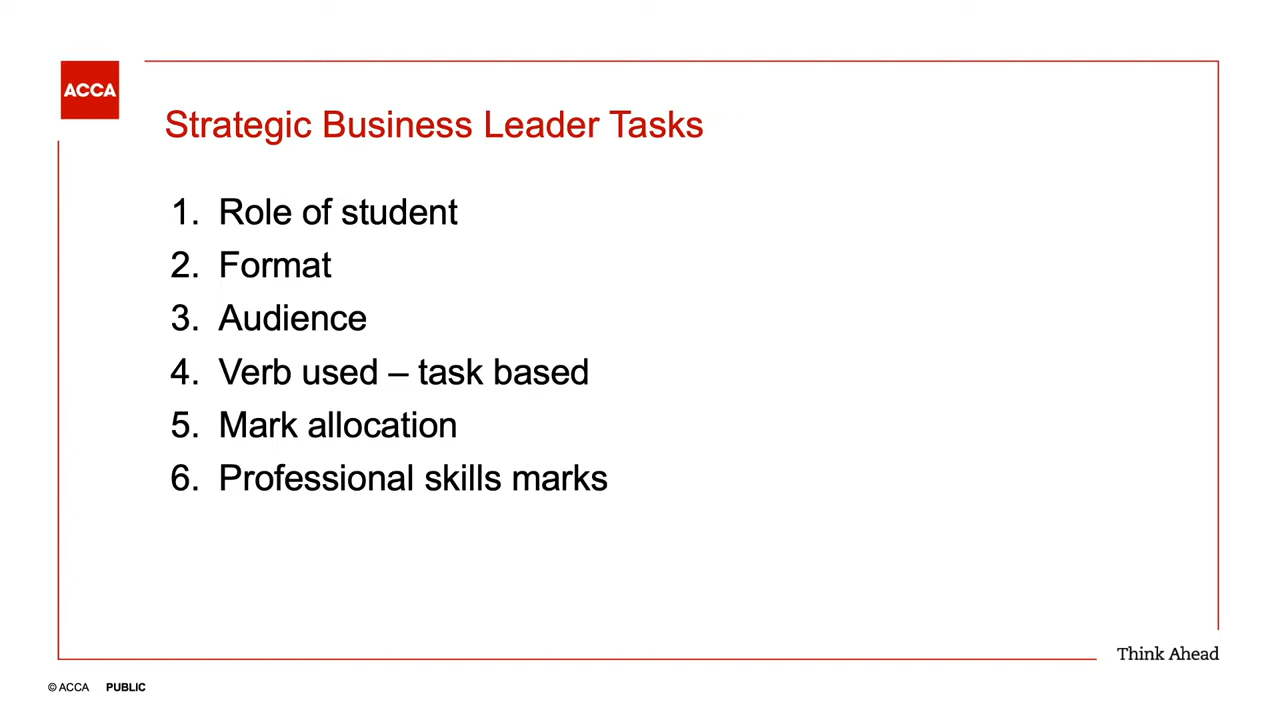 ACCA
Strategic Business Leader Tasks
1. Role of student
2. Format
3. Audience
4. Verb used – task based
5. Mark allocation
6. Professional skills marks
Think Ahead
© ACCA PUBLIC